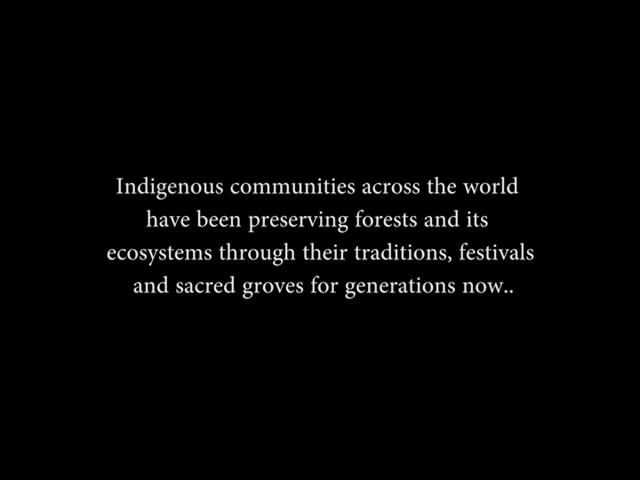 Indigenous communities across the world
have been preserving forests and its
ecosystems through their traditions, festivals
and sacred groves for generations now..